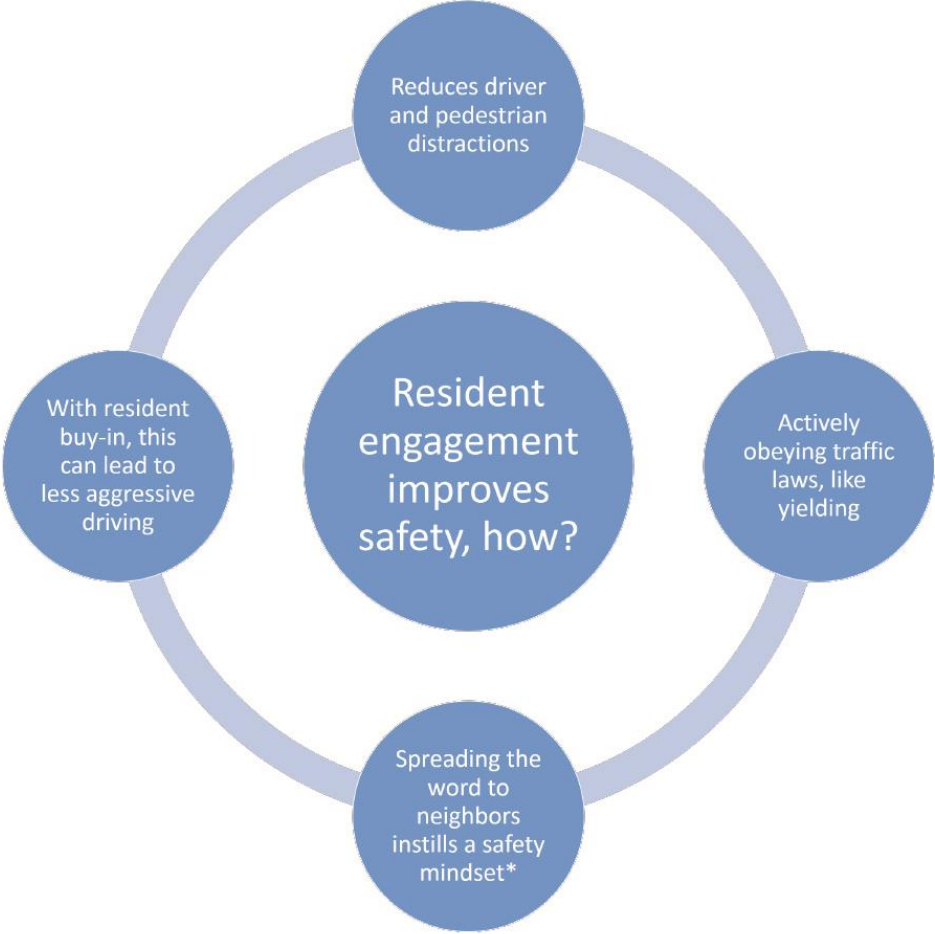 Reduces driver
and pedestrian
distractions
With resident
buy-in, this
can lead to
less aggressive
driving
Resident
engagement
improves
safety, how?
Actively
obeying traffic
laws, like
yielding
Spreading the
word to
neighbors
instills a safety
mindset*